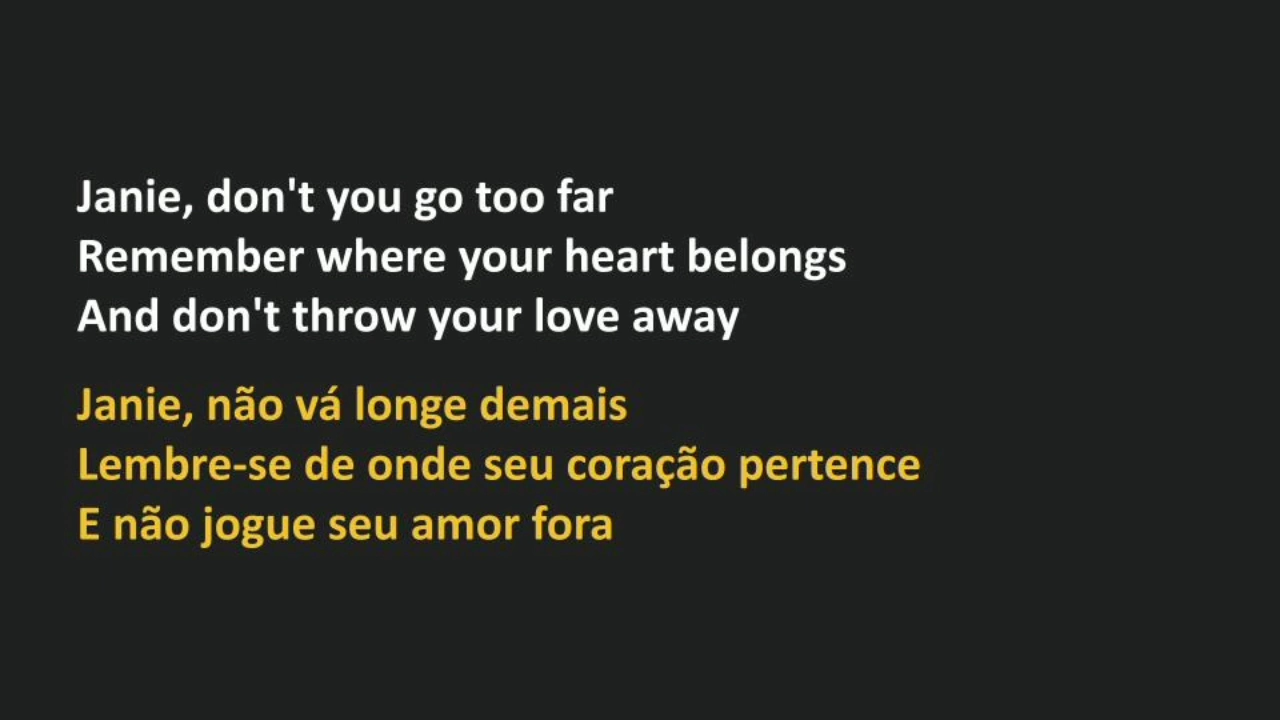 Janie, don't you go too far
Remember where your heart belongs
And don't throw your love away
Janie, não vá longe demais
Lembre-se de onde seu coração pertence
E não jogue seu amor fora